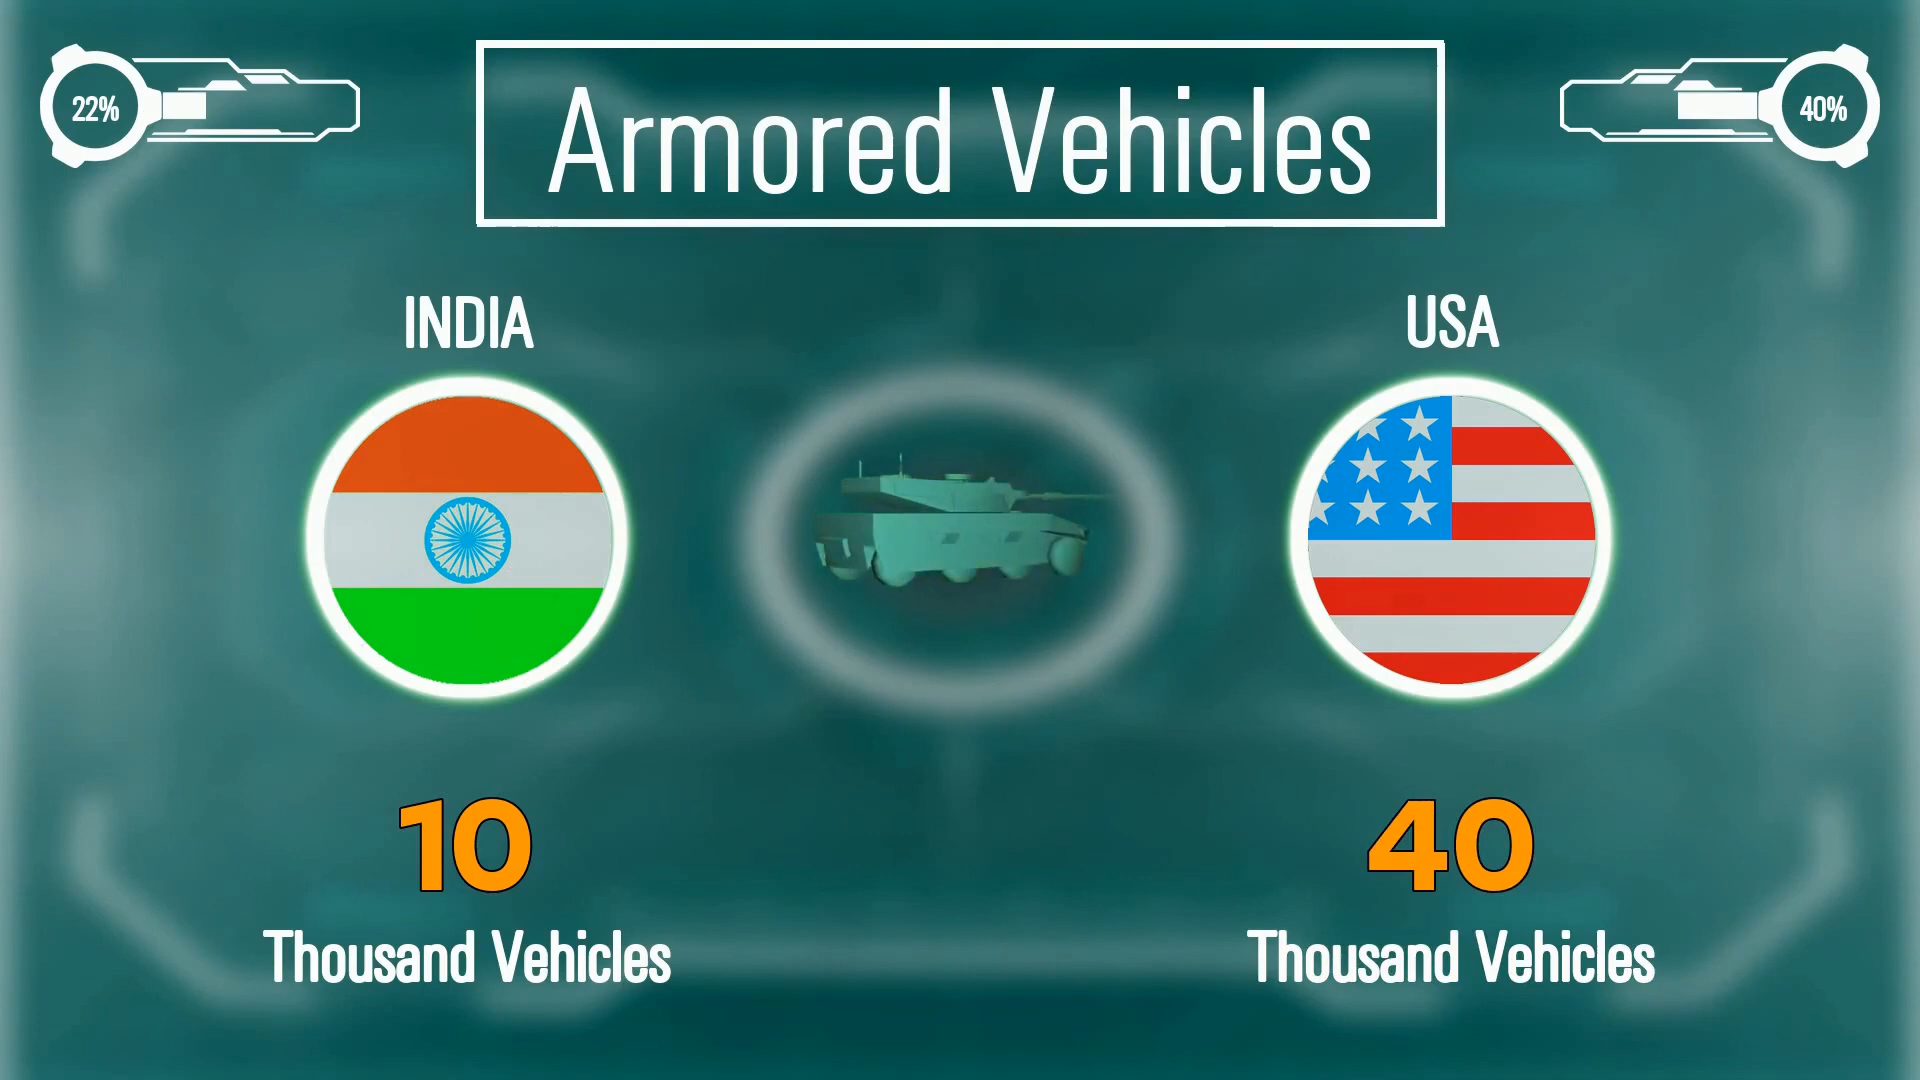 22%
Armored Vehicles
40%
INDIA
USA
10
40
Thousand Vehicles
Thousand Vehicles